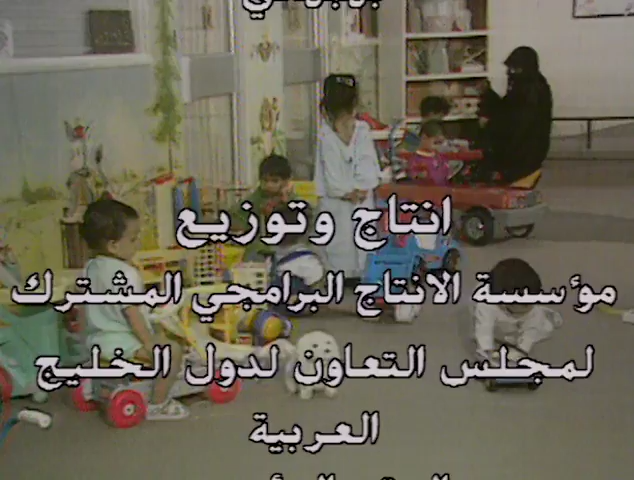 انتاج وتوزيع
مؤسسة الانتاج البرامجي المشترك
لمجلس التعاون لدول الخليج
العربية